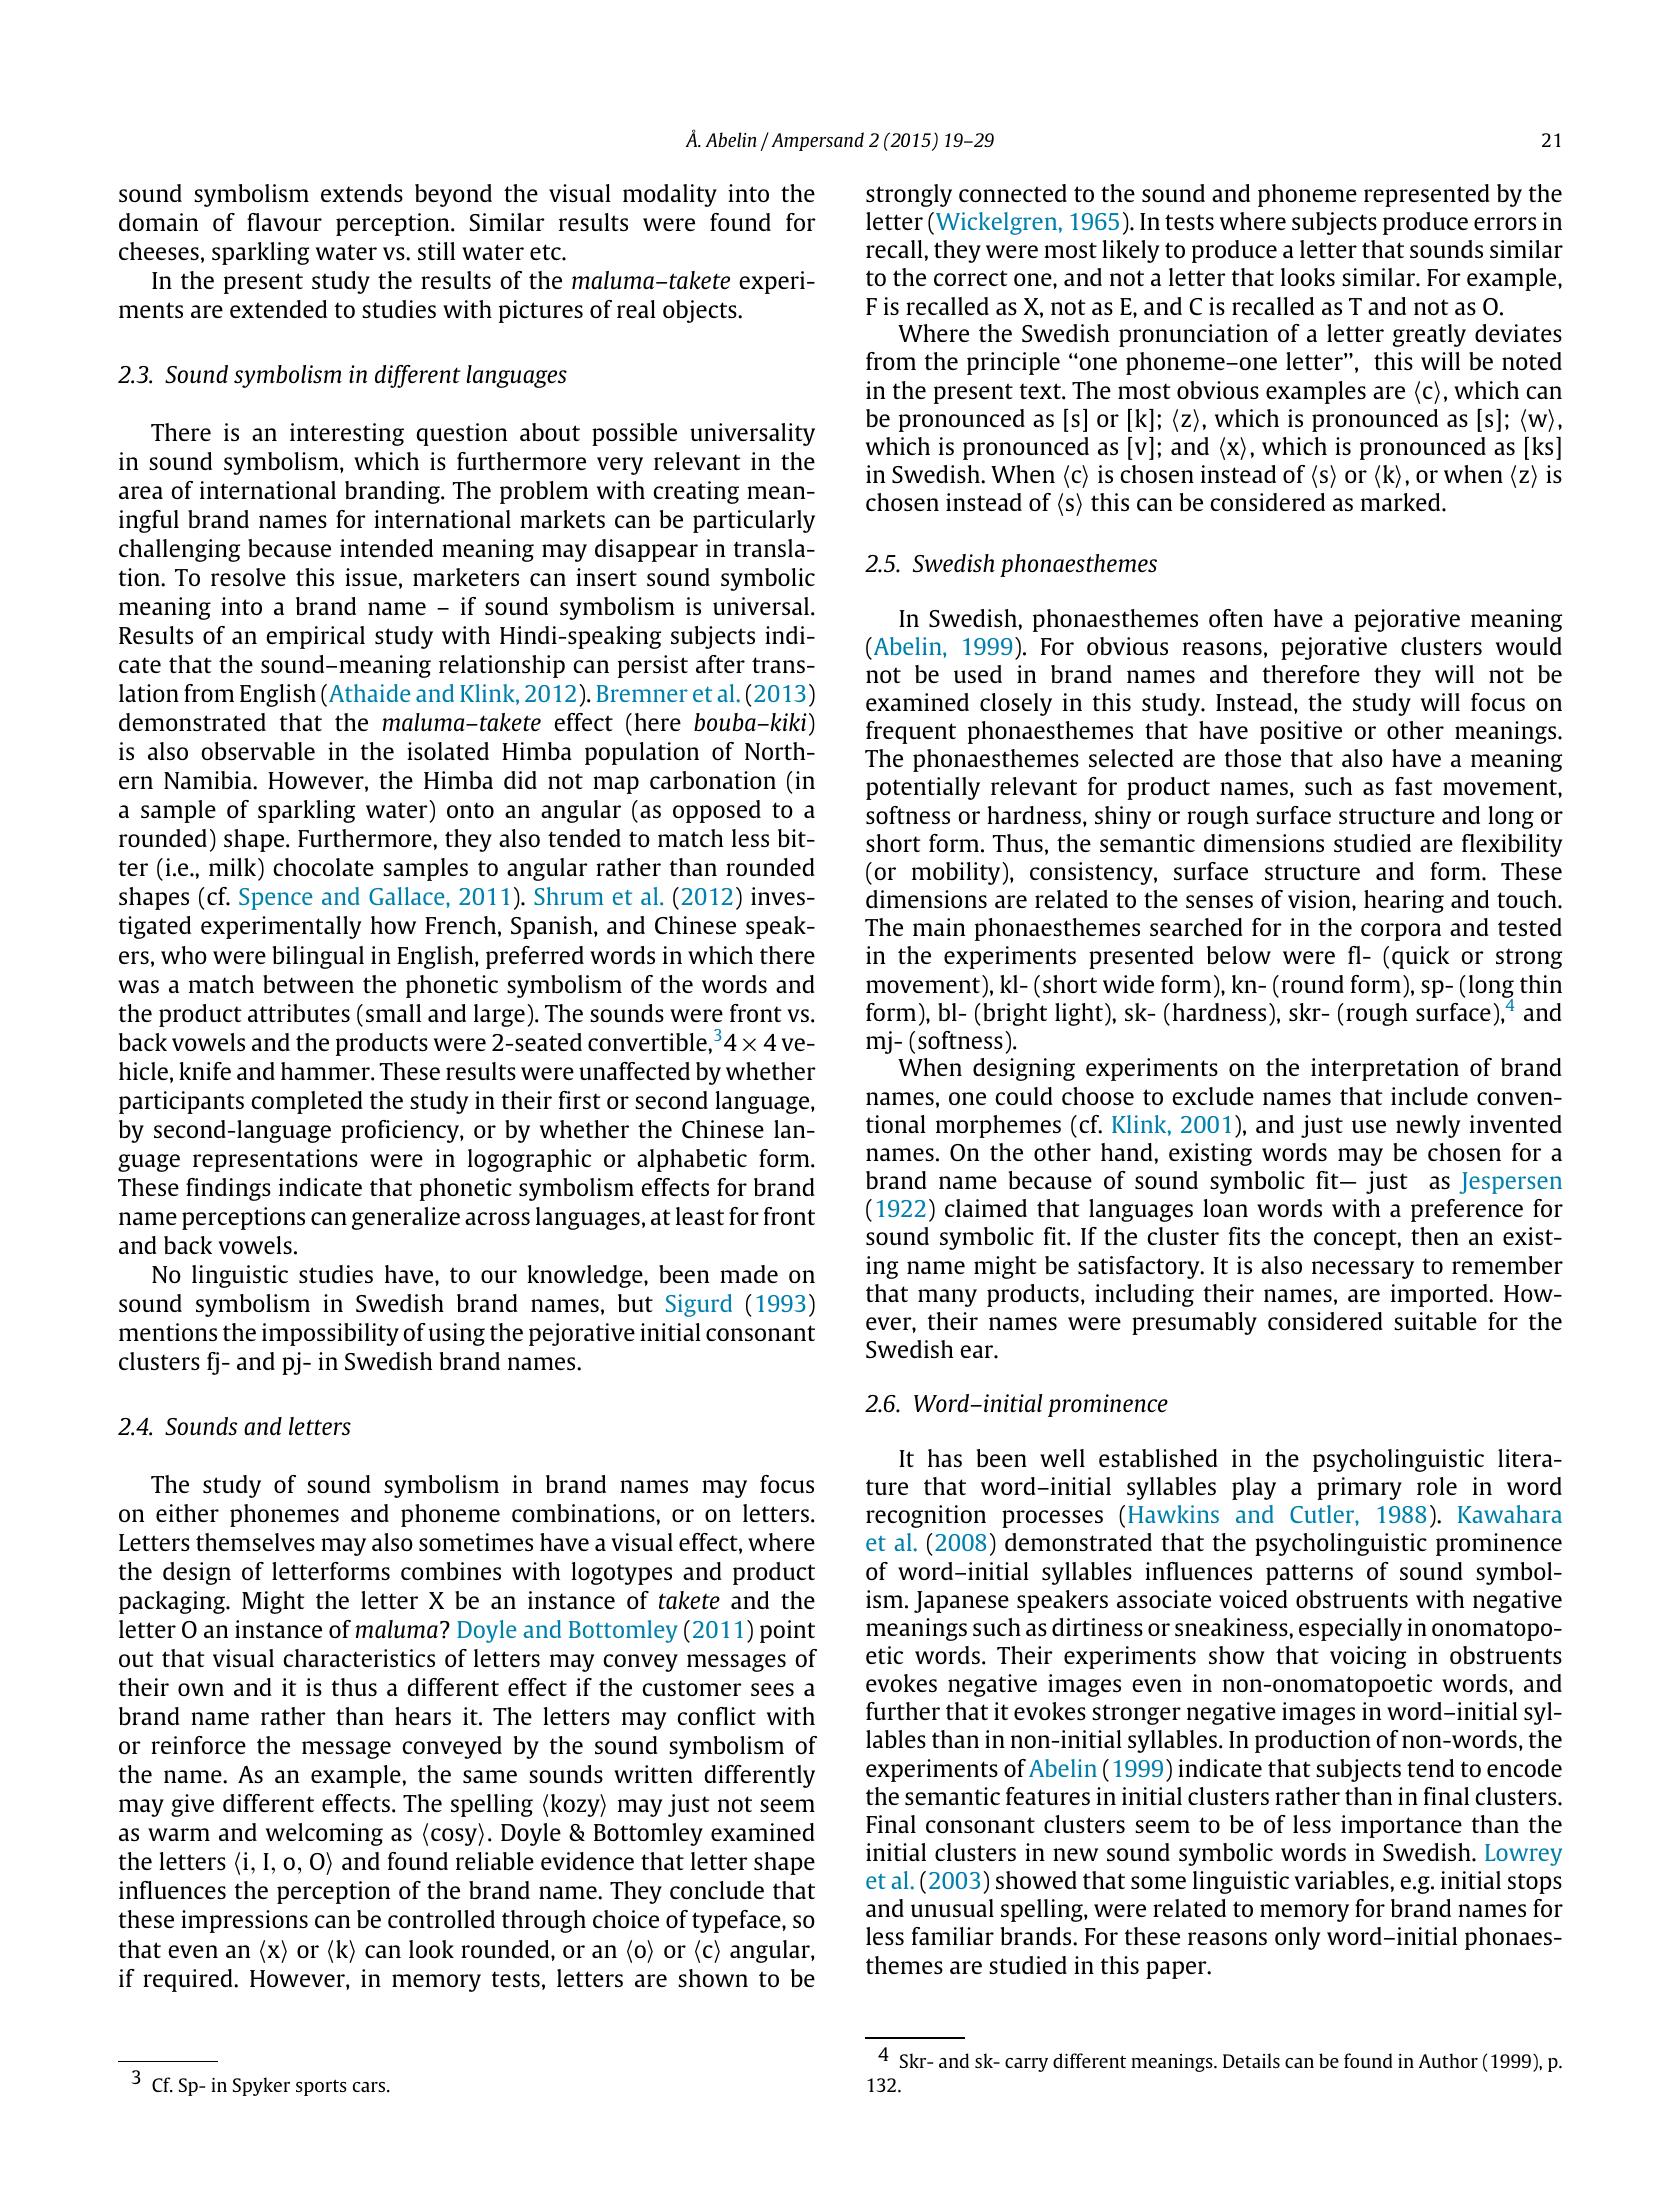 Å. Abelin / Ampersand 2 (2015) 19–29
21
sound symbolism extends beyond the visual modality into the
domain of flavour perception. Similar results were found for
cheeses, sparkling water vs. still water etc.
In the present study the results of the maluma–takete experi-
ments are extended to studies with pictures of real objects.
2.3. Sound symbolism in different languages
There is an interesting question about possible universality
in sound symbolism, which is furthermore very relevant in the
area of international branding. The problem with creating mean-
ingful brand names for international markets can be particularly
challenging because intended meaning may disappear in transla-
tion. To resolve this issue, marketers can insert sound symbolic
meaning into a brand name – if sound symbolism is universal.
Results of an empirical study with Hindi-speaking subjects indi-
cate that the sound–meaning relationship can persist after trans-
lation from English (Athaide and Klink, 2012). Bremner et al. (2013)
demonstrated that the maluma–takete effect (here bouba–kiki)
is also observable in the isolated Himba population of North-
ern Namibia. However, the Himba did not map carbonation (in
a sample of sparkling water) onto an angular (as opposed to a
rounded) shape. Furthermore, they also tended to match less bit-
ter (i.e., milk) chocolate samples to angular rather than rounded
shapes (cf. Spence and Gallace, 2011). Shrum et al. (2012) inves-
tigated experimentally how French, Spanish, and Chinese speak-
ers, who were bilingual in English, preferred words in which there
was a match between the phonetic symbolism of the words and
the product attributes (small and large). The sounds were front vs.
back vowels and the products were 2-seated convertible,³4 × 4 ve-
hicle, knife and hammer. These results were unaffected by whether
participants completed the study in their first or second language,
by second-language proficiency, or by whether the Chinese lan-
guage representations were in logographic or alphabetic form.
These findings indicate that phonetic symbolism effects for brand
name perceptions can generalize across languages, at least for front
and back vowels.
No linguistic studies have, to our knowledge, been made on
sound symbolism in Swedish brand names, but Sigurd (1993)
mentions the impossibility of using the pejorative initial consonant
clusters fj- and pj- in Swedish brand names.
2.4. Sounds and letters
The study of sound symbolism in brand names may focus
on either phonemes and phoneme combinations, or on letters.
Letters themselves may also sometimes have a visual effect, where
the design of letterforms combines with logotypes and product
packaging. Might the letter X be an instance of takete and the
letter O an instance of maluma? Doyle and Bottomley (2011) point
out that visual characteristics of letters may convey messages of
their own and it is thus a different effect if the customer sees a
brand name rather than hears it. The letters may conflict with
or reinforce the message conveyed by the sound symbolism of
the name. As an example, the same sounds written differently
may give different effects. The spelling ⟨kozy⟩ may just not seem
as warm and welcoming as ⟨cosy⟩. Doyle & Bottomley examined
the letters ⟨i, I, o, O⟩ and found reliable evidence that letter shape
influences the perception of the brand name. They conclude that
these impressions can be controlled through choice of typeface, so
that even an ⟨x⟩ or ⟨k⟩ can look rounded, or an ⟨o⟩ or ⟨c⟩ angular,
if required. However, in memory tests, letters are shown to be
3 Cf. Sp- in Spyker sports cars.
strongly connected to the sound and phoneme represented by the
letter (Wickelgren, 1965). In tests where subjects produce errors in
recall, they were most likely to produce a letter that sounds similar
to the correct one, and not a letter that looks similar. For example,
F is recalled as X, not as E, and C is recalled as T and not as O.
Where the Swedish pronunciation of a letter greatly deviates
from the principle “one phoneme–one letter”, this will be noted
in the present text. The most obvious examples are ⟨c⟩, which can
be pronounced as [s] or [k]; ⟨z⟩, which is pronounced as [s]; ⟨w⟩,
which is pronounced as [v]; and ⟨x⟩, which is pronounced as [ks]
in Swedish. When ⟨c⟩ is chosen instead of ⟨s⟩ or ⟨k⟩, or when ⟨z⟩ is
chosen instead of ⟨s⟩ this can be considered as marked.
2.5. Swedish phonaesthemes
In Swedish, phonaesthemes often have a pejorative meaning
(Abelin, 1999). For obvious reasons, pejorative clusters would
not be used in brand names and therefore they will not be
examined closely in this study. Instead, the study will focus on
frequent phonaesthemes that have positive or other meanings.
The phonaesthemes selected are those that also have a meaning
potentially relevant for product names, such as fast movement,
softness or hardness, shiny or rough surface structure and long or
short form. Thus, the semantic dimensions studied are flexibility
(or mobility), consistency, surface structure and form. These
dimensions are related to the senses of vision, hearing and touch.
The main phonaesthemes searched for in the corpora and tested
in the experiments presented below were fl- (quick or strong
movement), kl- (short wide form), kn- (round form), sp- (long thin
form), bl- (bright light), sk- (hardness), skr- (rough surface),⁴ and
mj- (softness).
When designing experiments on the interpretation of brand
names, one could choose to exclude names that include conven-
tional morphemes (cf. Klink, 2001), and just use newly invented
names. On the other hand, existing words may be chosen for a
brand name because of sound symbolic fit— just as Jespersen
(1922) claimed that languages loan words with a preference for
sound symbolic fit. If the cluster fits the concept, then an exist-
ing name might be satisfactory. It is also necessary to remember
that many products, including their names, are imported. How-
ever, their names were presumably considered suitable for the
Swedish ear.
2.6. Word–initial prominence
It has been well established in the psycholinguistic litera-
ture that word–initial syllables play a primary role in word
recognition processes (Hawkins and Cutler, 1988). Kawahara
et al. (2008) demonstrated that the psycholinguistic prominence
of word–initial syllables influences patterns of sound symbol-
ism. Japanese speakers associate voiced obstruents with negative
meanings such as dirtiness or sneakiness, especially in onomatopo-
etic words. Their experiments show that voicing in obstruents
evokes negative images even in non-onomatopoetic words, and
further that it evokes stronger negative images in word–initial syl-
lables than in non-initial syllables. In production of non-words, the
experiments of Abelin (1999) indicate that subjects tend to encode
the semantic features in initial clusters rather than in final clusters.
Final consonant clusters seem to be of less importance than the
initial clusters in new sound symbolic words in Swedish. Lowrey
et al. (2003) showed that some linguistic variables, e.g. initial stops
and unusual spelling, were related to memory for brand names for
less familiar brands. For these reasons only word–initial phonaes-
themes are studied in this paper.
4 Skr- and sk- carry different meanings. Details can be found in Author (1999), p.
132.